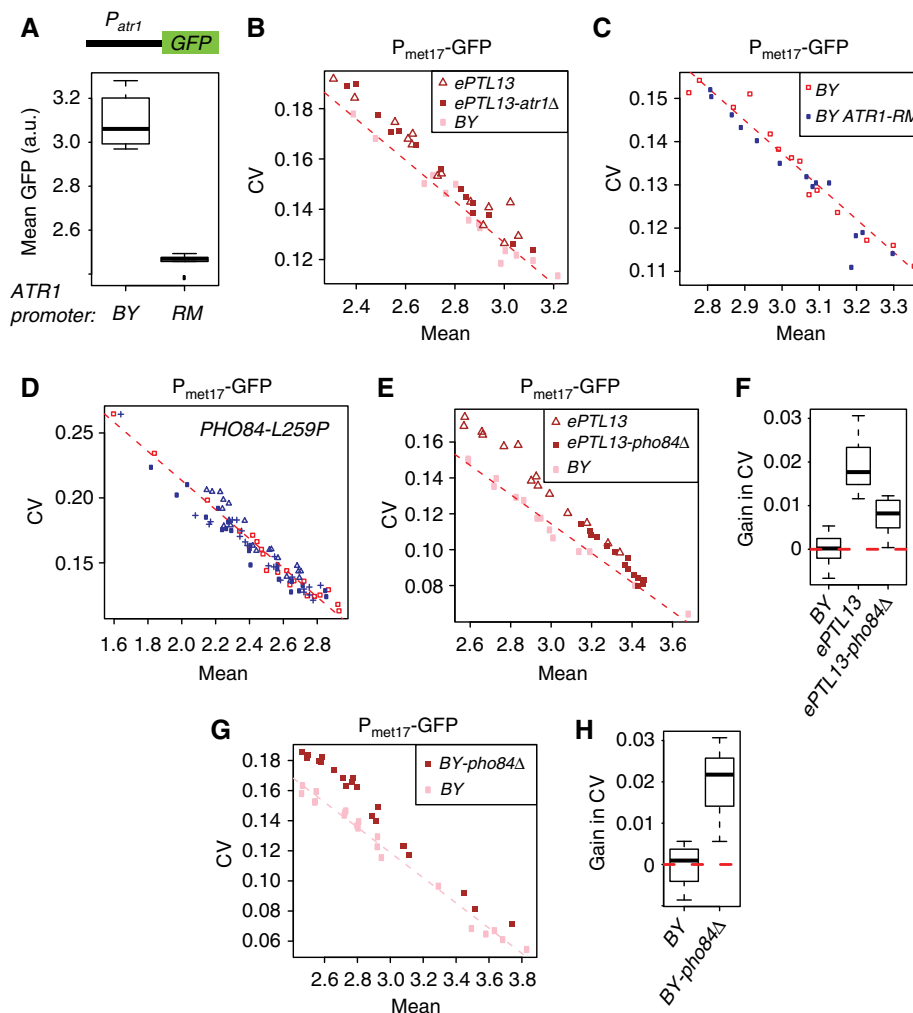 A
P_atr1
GFP
Mean GFP (a.u.)
3.2
3.0
2.8
2.6
ATR1 promoter:
BY
RM
B
P_met17-GFP
ePTL13
ePTL13-atr1Δ
BY
CV
0.18
0.16
0.14
0.12
2.4
2.6
2.8
3.0
3.2
Mean
C
P_met17-GFP
BY
BY ATR1-RM
CV
0.15
0.14
0.13
0.12
0.11
2.8
2.9
3.0
3.1
3.2
3.3
Mean
D
P_met17-GFP
PHO84-L259P
CV
0.25
0.20
0.15
1.6
1.8
2.0
2.2
2.4
2.6
2.8
Mean
E
P_met17-GFP
ePTL13
ePTL13-pho84Δ
BY
CV
0.16
0.14
0.12
0.10
0.08
2.6
2.8
3.0
3.2
3.4
3.6
Mean
F
Gain in CV
0.03
0.02
0.01
0
BY
ePTL13
ePTL13-pho84Δ
G
P_met17-GFP
BY-pho84Δ
BY
CV
0.18
0.16
0.14
0.12
0.10
0.08
0.06
2.6
2.8
3.0
3.2
3.4
3.6
3.8
Mean
H
Gain in CV
0.03
0.02
0.01
0
BY
BY-pho84Δ